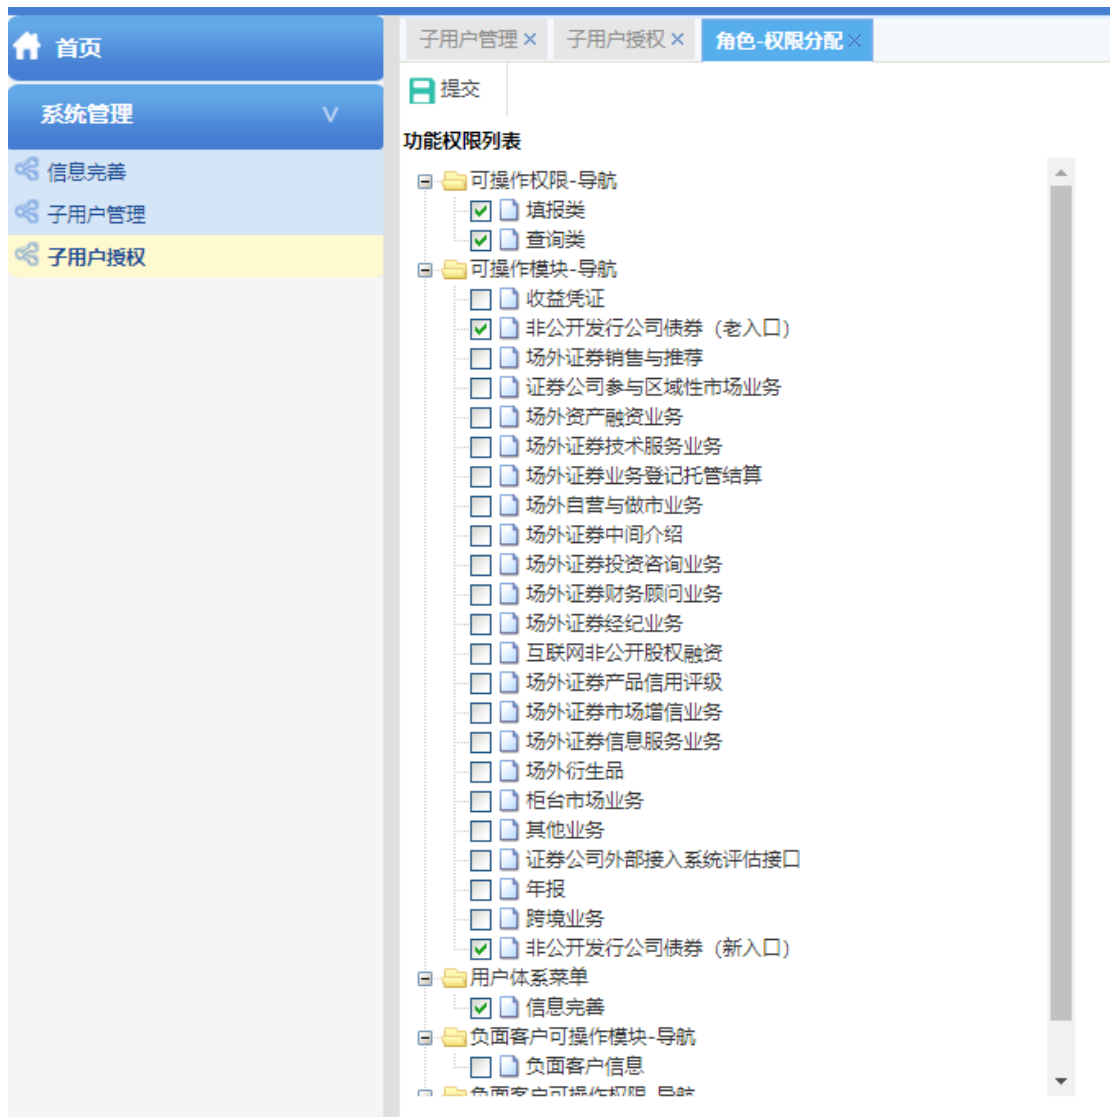 首页
系统管理
信息完善
子用户管理
子用户授权
子用户管理 子用户授权 角色-权限分配
提交
功能权限列表
可操作权限-导航
填报类
查询类
可操作模块-导航
收益凭证
非公开发行公司债券（老入口）
场外证券销售与推荐
证券公司参与区域性市场业务
场外资产融资业务
场外证券技术服务业务
场外证券业务登记托管结算
场外自营与做市业务
场外证券中间介绍
场外证券投资咨询业务
场外证券财务顾问业务
场外证券经纪业务
互联网非公开股权融资
场外证券产品信用评级
场外证券市场增信业务
场外证券信息服务业务
场外衍生品
柜台市场业务
其他业务
证券公司外部接入系统评估接口
年报
跨境业务
非公开发行公司债券（新入口）
用户体系菜单
信息完善
负面客户可操作模块-导航
负面客户信息
负面客户可操作权限-导航